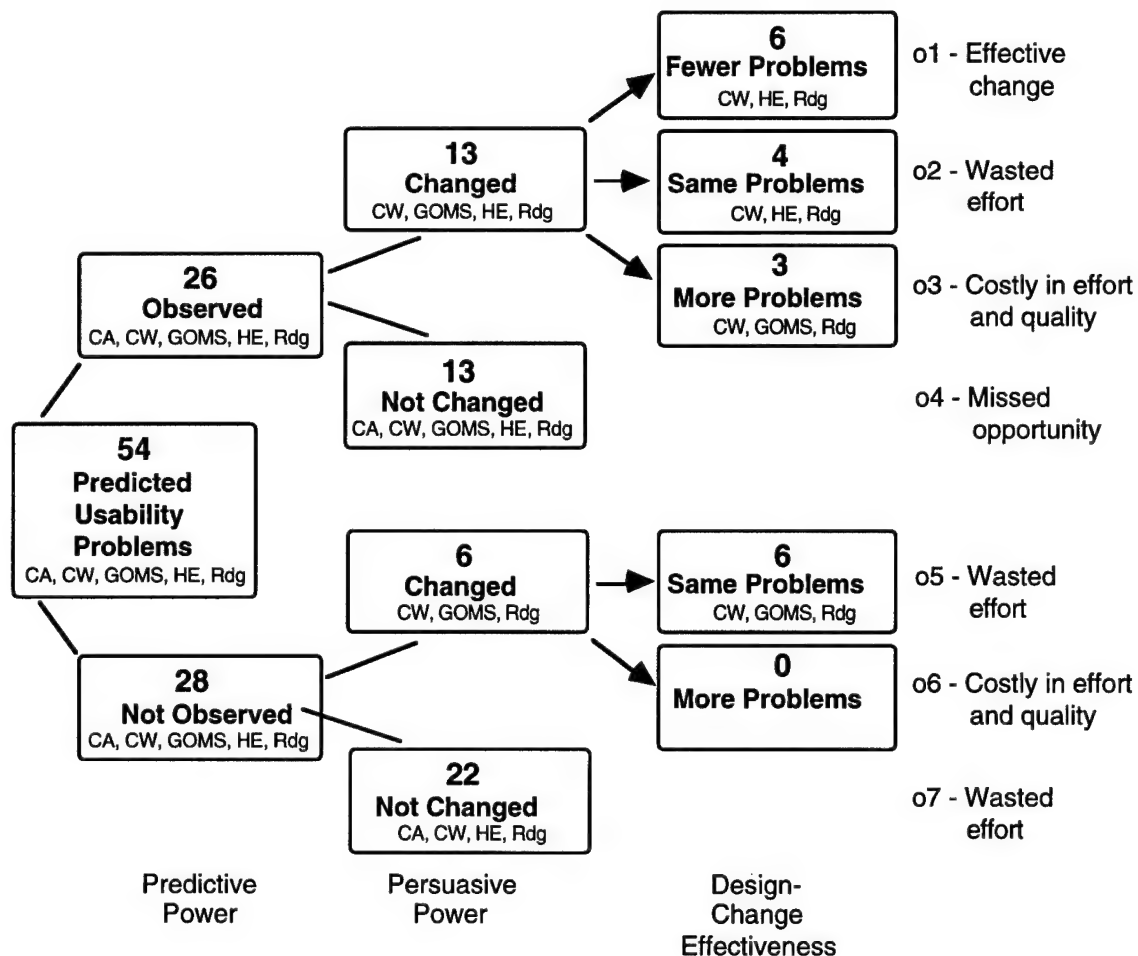 6
Fewer Problems
CW, HE, Rdg
o1 - Effective
change
13
Changed
CW, GOMS, HE, Rdg
4
Same Problems
CW, HE, Rdg
o2 - Wasted
effort
26
Observed
CA, CW, GOMS, HE, Rdg
3
More Problems
CW, GOMS, Rdg
o3 - Costly in effort
and quality
13
Not Changed
CA, CW, GOMS, HE, Rdg
o4 - Missed
opportunity
54
Predicted
Usability
Problems
CA, CW, GOMS, HE, Rdg
6
Changed
CW, GOMS, Rdg
6
Same Problems
CW, GOMS, Rdg
o5 - Wasted
effort
28
Not Observed
CA, CW, GOMS, HE, Rdg
0
More Problems
o6 - Costly in effort
and quality
22
Not Changed
CA, CW, HE, Rdg
o7 - Wasted
effort
Predictive
Power
Persuasive
Power
Design-
Change
Effectiveness